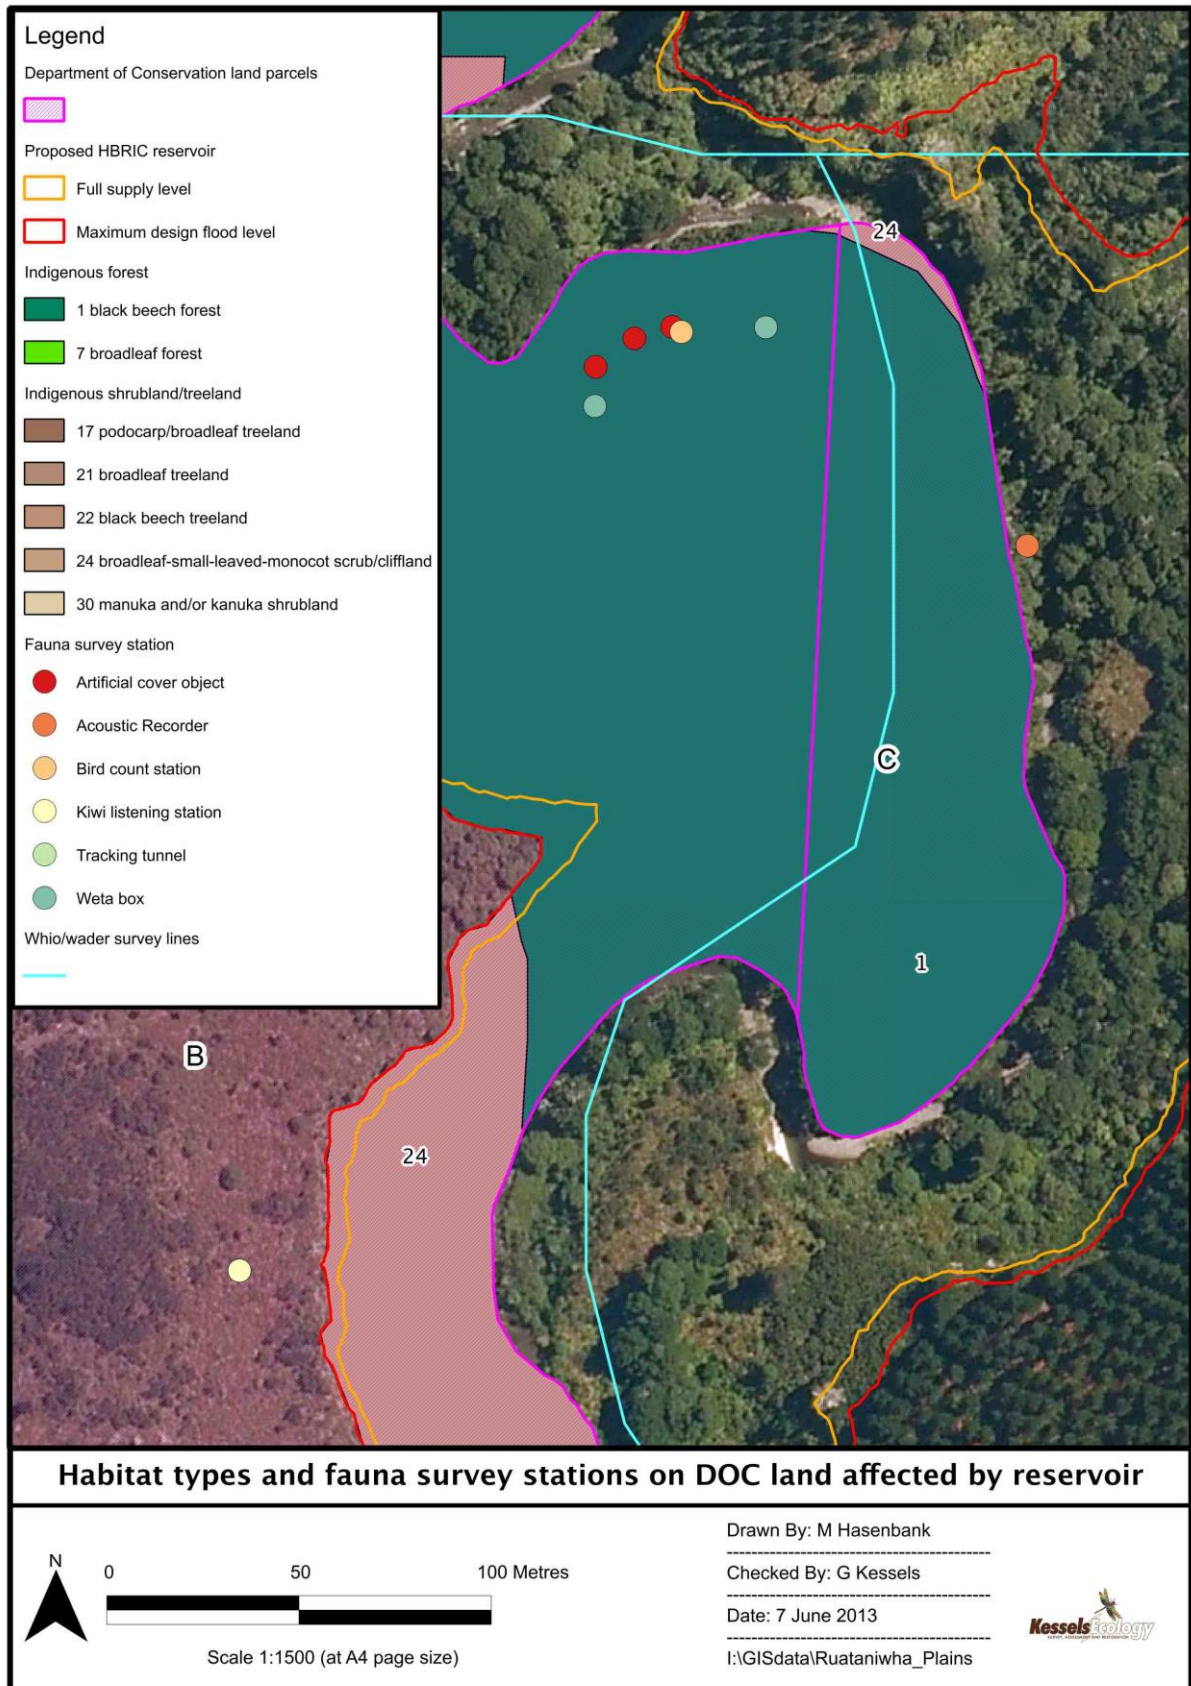 Legend
Department of Conservation land parcels
Proposed HBRIC reservoir
Full supply level
Maximum design flood level
Indigenous forest
1 black beech forest
7 broadleaf forest
Indigenous shrubland/treeland
17 podocarp/broadleaf treeland
21 broadleaf treeland
22 black beech treeland
24 broadleaf-small-leaved-monocot scrub/cliffland
30 manuka and/or kanuka shrubland
Fauna survey station
Artificial cover object
Acoustic Recorder
Bird count station
Kiwi listening station
Tracking tunnel
Weta box
Whio/wader survey lines
24
C
1
B
24
Habitat types and fauna survey stations on DOC land affected by reservoir
N
0 50 100 Metres
Scale 1:1500 (at A4 page size)
Drawn By: M Hasenbank
Checked By: G Kessels
Date: 7 June 2013
I:\GISdata\Ruataniwha_Plains
KesselsEcology
SURVEY, ASSESSMENT AND RESTORATION